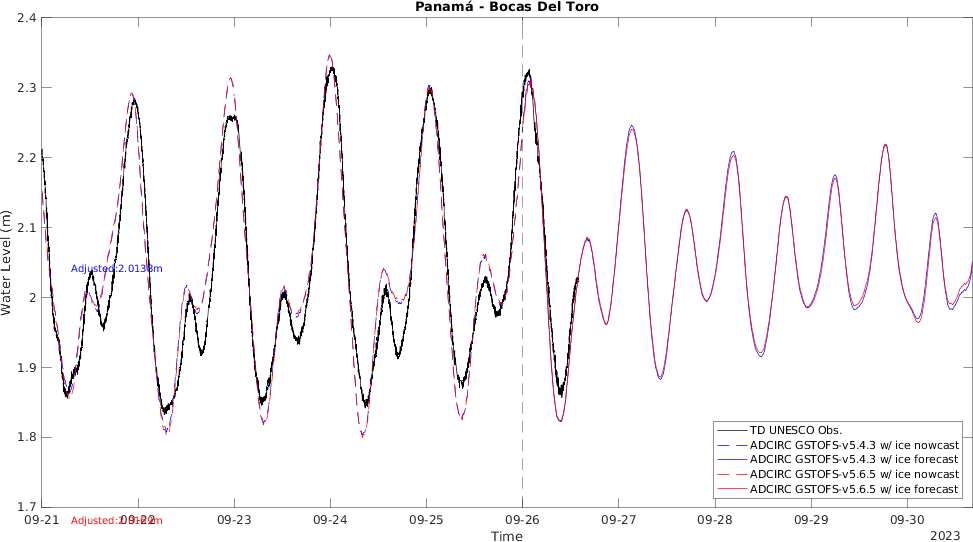 Panamá - Bocas Del Toro
2.4
2.3
2.2
2.1
2
1.9
1.8
1.7
Water Level (m)
Adjusted:2.0138m
TD UNESCO Obs.
ADCIRC GSTOFS-v5.4.3 w/ ice nowcast
ADCIRC GSTOFS-v5.4.3 w/ ice forecast
ADCIRC GSTOFS-v5.6.5 w/ ice nowcast
ADCIRC GSTOFS-v5.6.5 w/ ice forecast
09-21 09-22 09-23 09-24 09-25 09-26 09-27 09-28 09-29 09-30
Time
2023